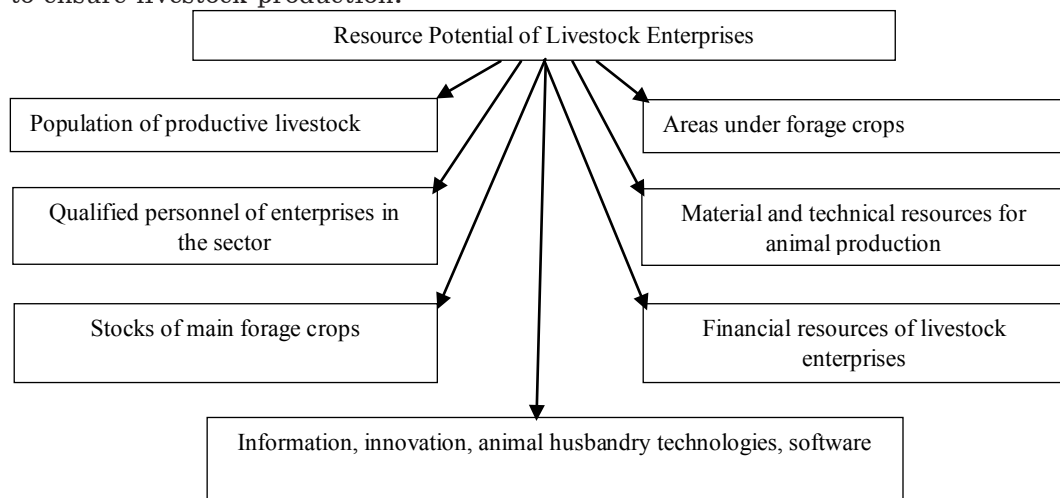 to ensure livestock production.
Resource Potential of Livestock Enterprises
Population of productive livestock
Areas under forage crops
Qualified personnel of enterprises in
the sector
Material and technical resources for
animal production
Stocks of main forage crops
Financial resources of livestock
enterprises
Information, innovation, animal husbandry technologies, software